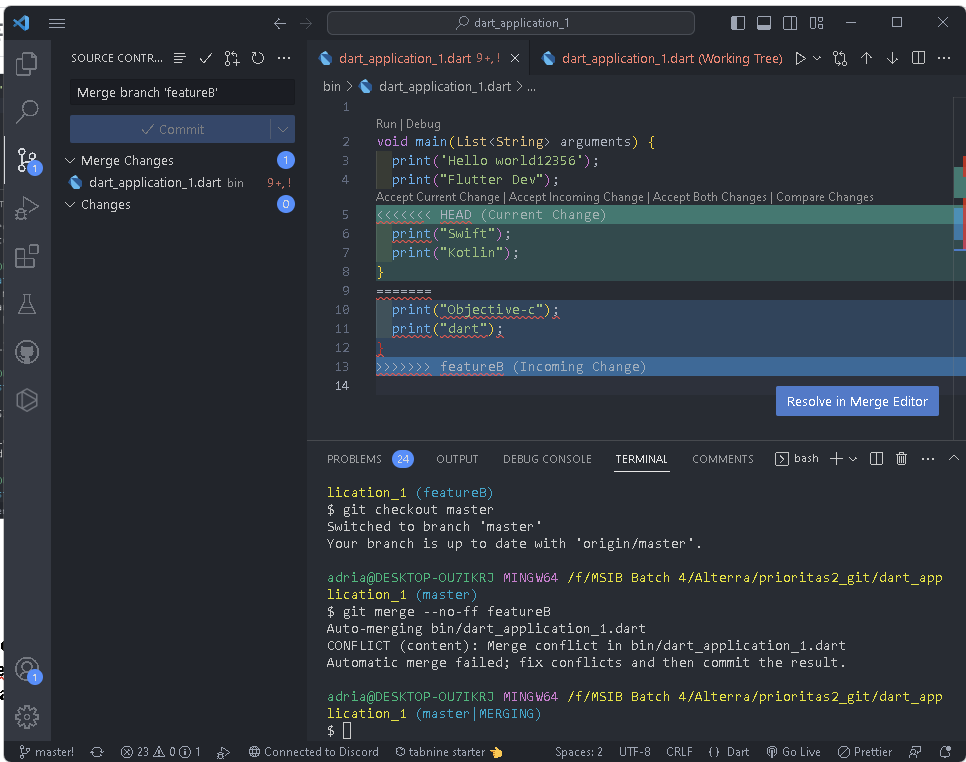 dart_application_1
SOURCE CONTR...
dart_application_1.dart 9+, !
dart_application_1.dart (Working Tree)
Merge branch 'featureB'
Commit
Merge Changes 1
dart_application_1.dart bin 9+, !
Changes 0
1
1
bin > dart_application_1.dart > ...
1
Run | Debug
2 void main(List<String> arguments) {
3 print('Hello world12356');
4 print("Flutter Dev");
Accept Current Change | Accept Incoming Change | Accept Both Changes | Compare Changes
5 <<<<<<< HEAD (Current Change)
6 print("Swift");
7 print("Kotlin");
8 }
9 =======
10 print("Objective-c");
11 print("dart");
12 }
13 >>>>>>> featureB (Incoming Change)
14
Resolve in Merge Editor
PROBLEMS 24 OUTPUT DEBUG CONSOLE TERMINAL COMMENTS bash
lication_1 (featureB)
$ git checkout master
Switched to branch 'master'
Your branch is up to date with 'origin/master'.
adria@DESKTOP-OU7IKRJ MINGW64 /f/MSIB Batch 4/Alterra/prioritas2_git/dart_app
lication_1 (master)
$ git merge --no-ff featureB
Auto-merging bin/dart_application_1.dart
CONFLICT (content): Merge conflict in bin/dart_application_1.dart
Automatic merge failed; fix conflicts and then commit the result.
adria@DESKTOP-OU7IKRJ MINGW64 /f/MSIB Batch 4/Alterra/prioritas2_git/dart_app
lication_1 (master|MERGING)
$
master! 23 0 1 Connected to Discord tabnine starter 👈 Spaces: 2 UTF-8 CRLF {} Dart Go Live Prettier